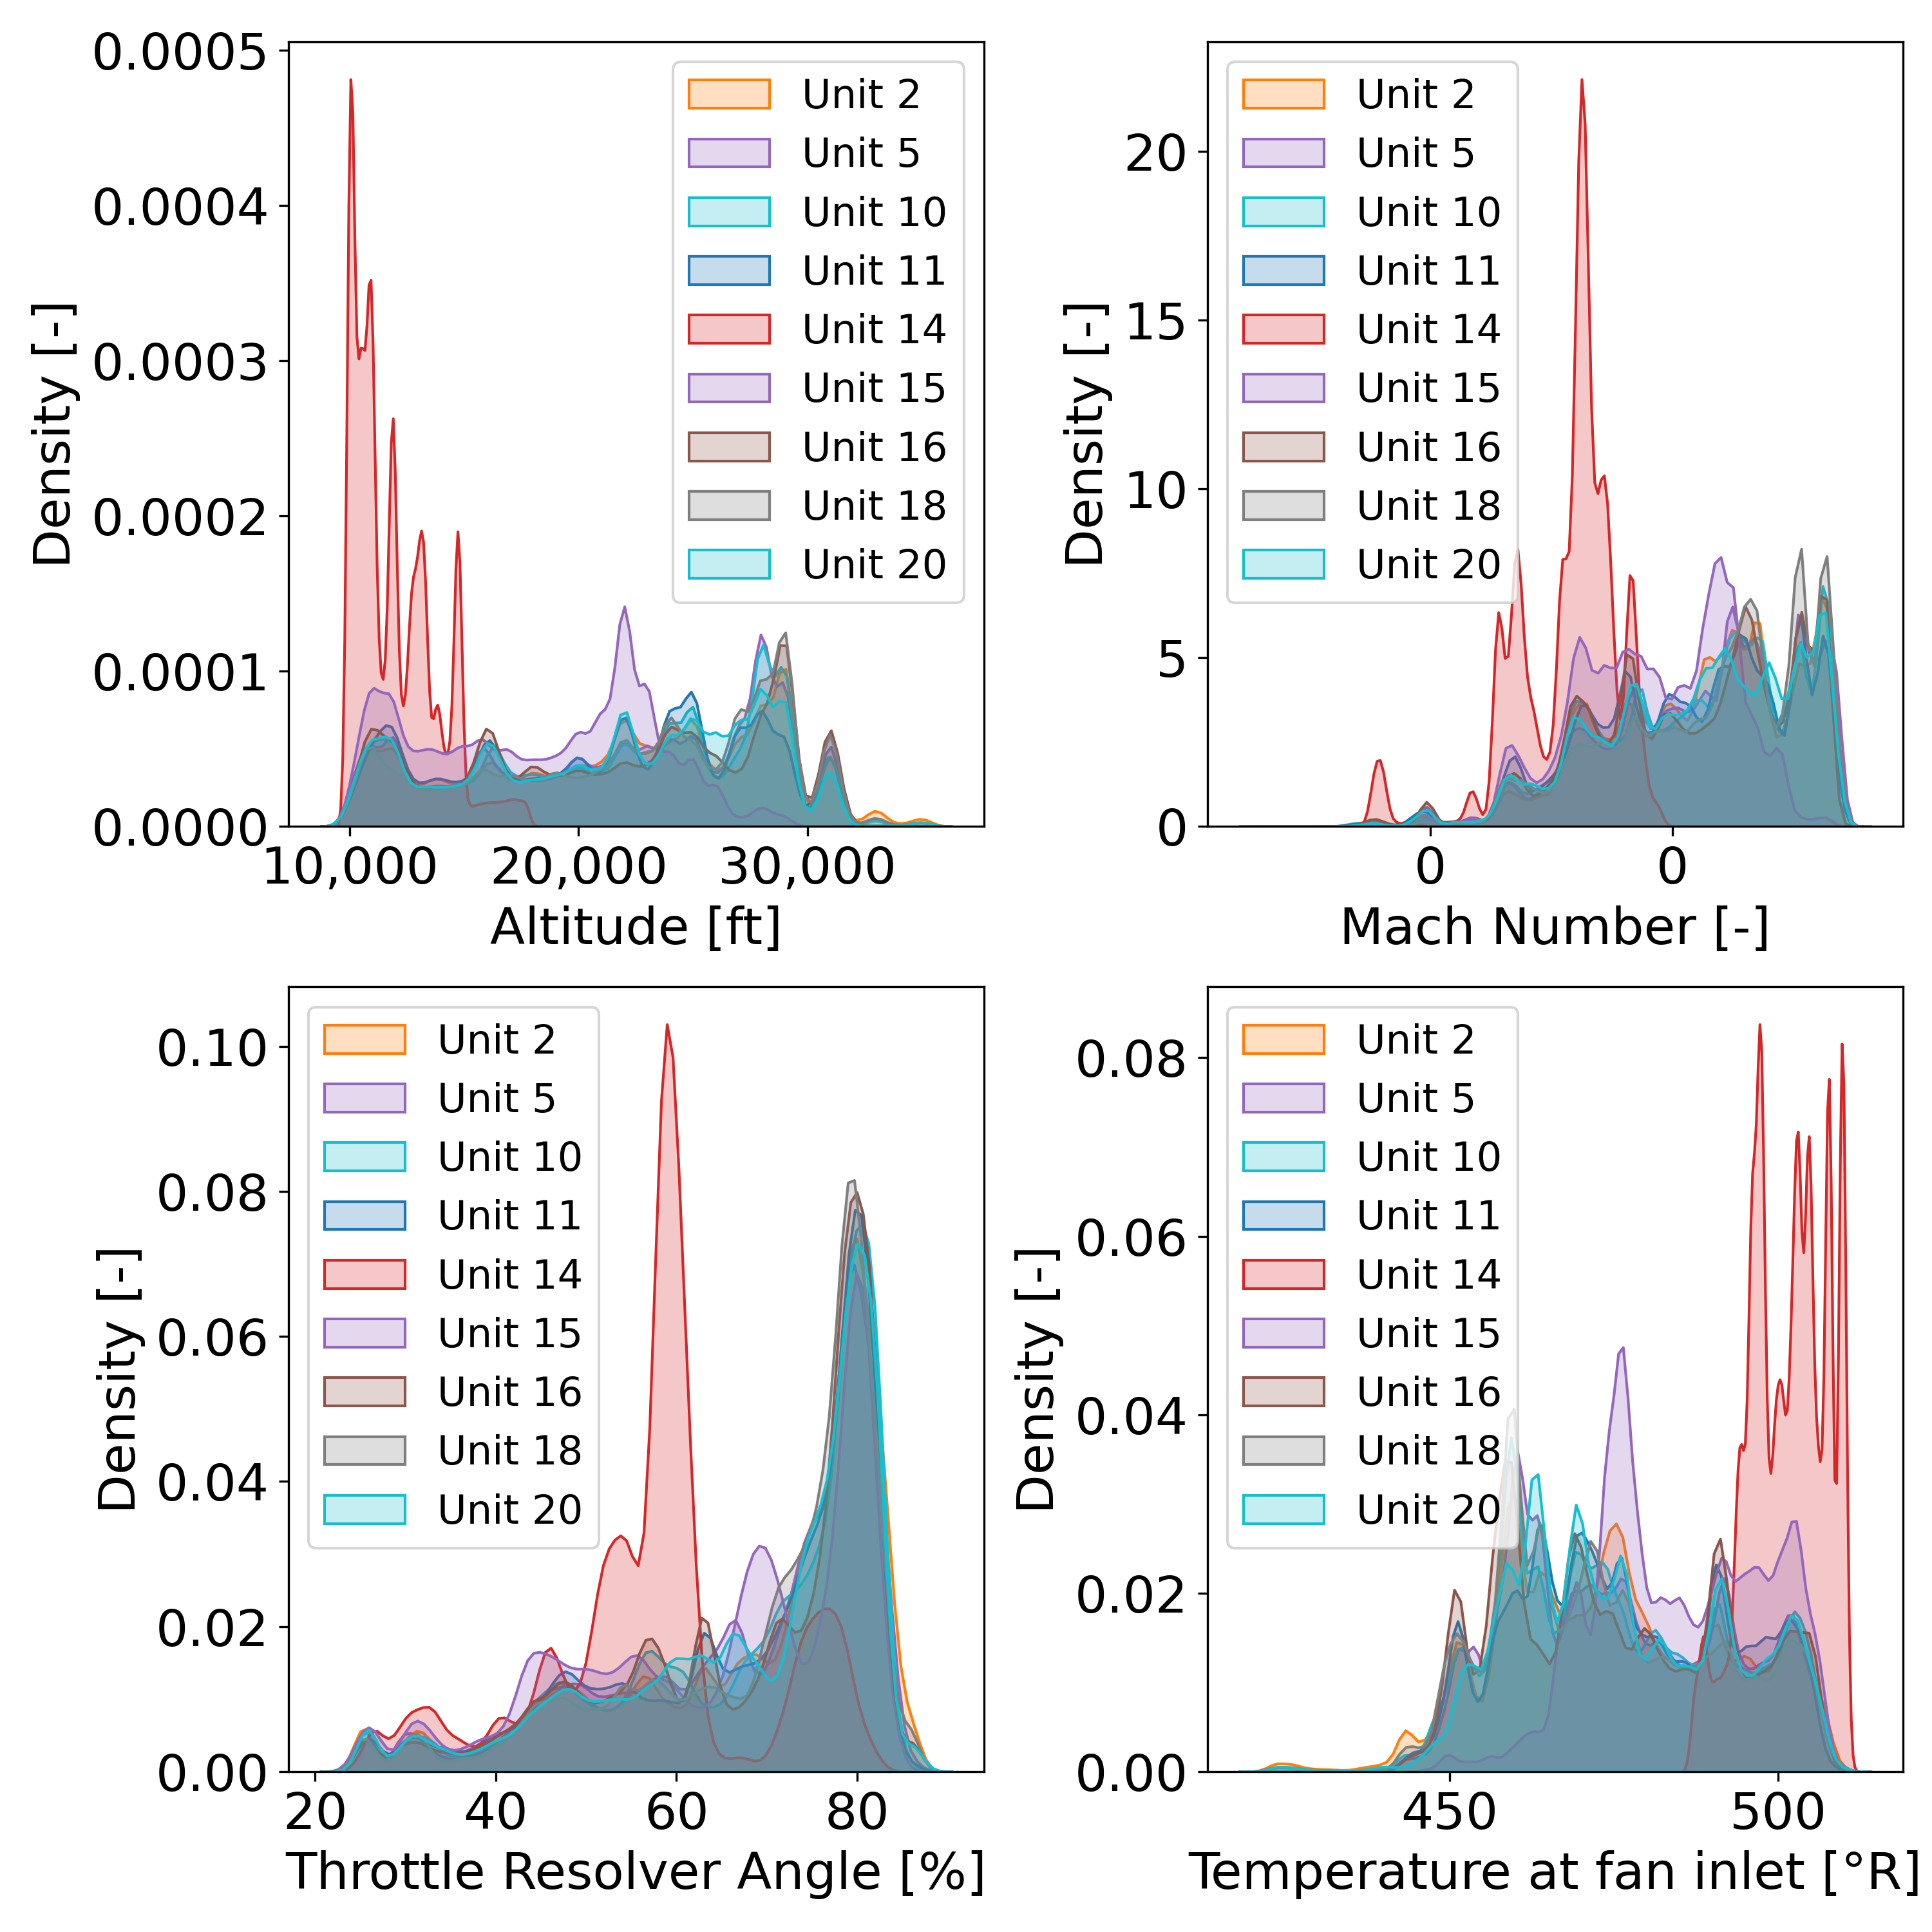 0.0005
0.0004
0.0003
0.0002
0.0001
0.0000
Density [-]
10,000 20,000 30,000
Altitude [ft]
Unit 2
Unit 5
Unit 10
Unit 11
Unit 14
Unit 15
Unit 16
Unit 18
Unit 20
20
15
10
5
0
Density [-]
0 0
Mach Number [-]
Unit 2
Unit 5
Unit 10
Unit 11
Unit 14
Unit 15
Unit 16
Unit 18
Unit 20
0.10
0.08
0.06
0.04
0.02
0.00
Density [-]
20 40 60 80
Throttle Resolver Angle [%]
Unit 2
Unit 5
Unit 10
Unit 11
Unit 14
Unit 15
Unit 16
Unit 18
Unit 20
0.08
0.06
0.04
0.02
0.00
Density [-]
450 500
Temperature at fan inlet [°R]
Unit 2
Unit 5
Unit 10
Unit 11
Unit 14
Unit 15
Unit 16
Unit 18
Unit 20